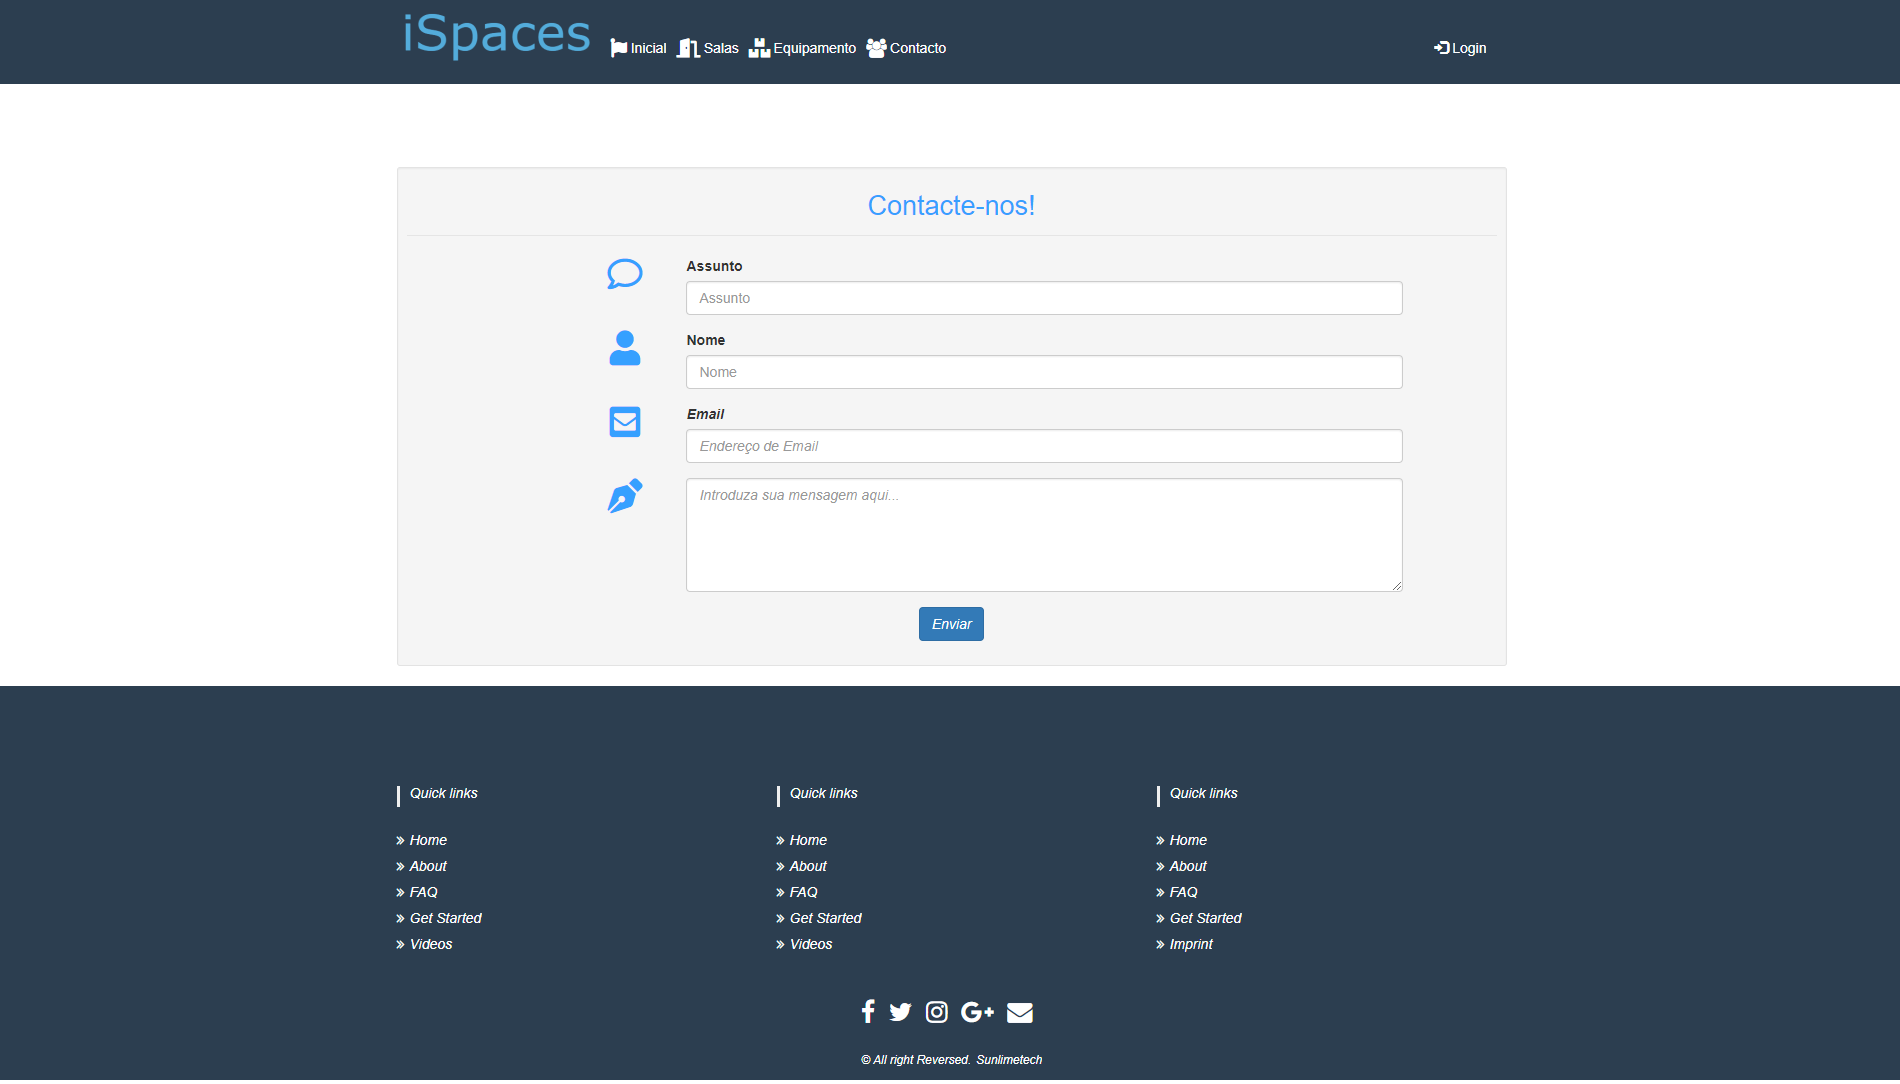 iSpaces
Inicial Salas Equipamento Contacto Login
Contacte-nos!
Assunto
Assunto
Nome
Nome
Email
Endereço de Email
Introduza sua mensagem aqui...
Enviar
Quick links
Home
About
FAQ
Get Started
Videos
Quick links
Home
About
FAQ
Get Started
Videos
Quick links
Home
About
FAQ
Get Started
Imprint
© All right Reversed. Sunlimetech